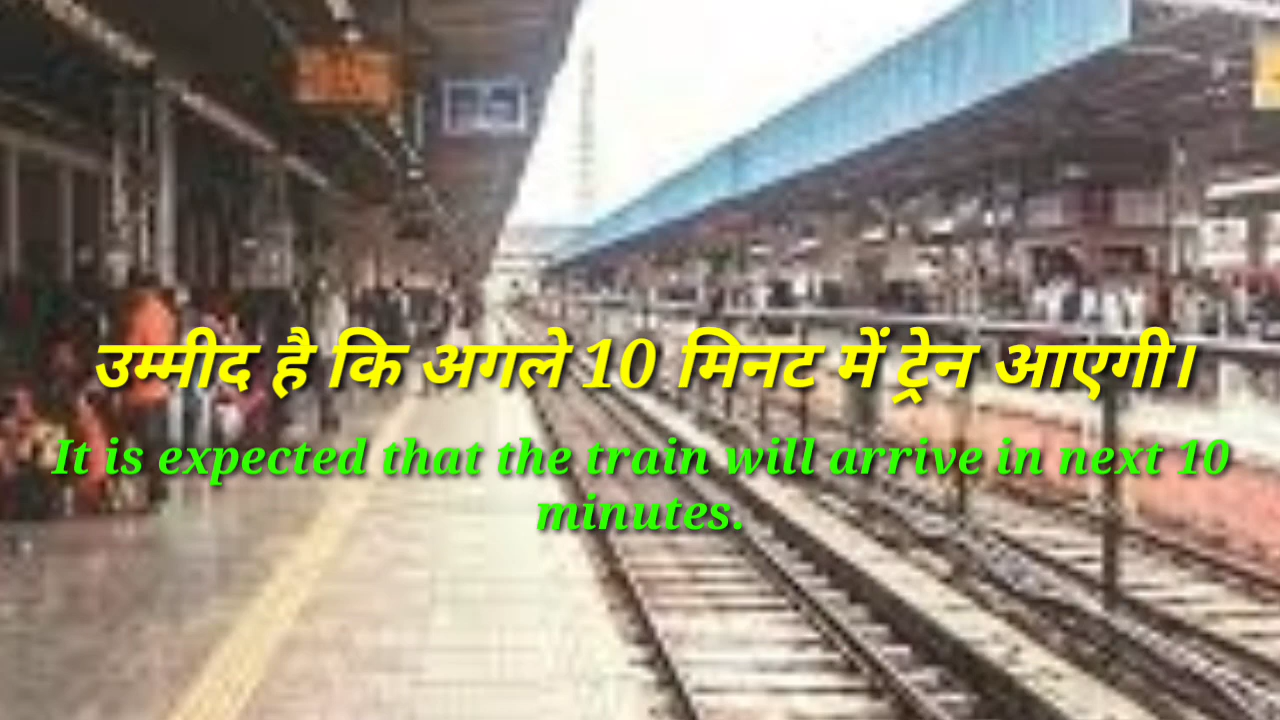 उम्मीद है कि अगले 10 मिनट में ट्रेन आएगी।
It is expected that the train will arrive in next 10
minutes.